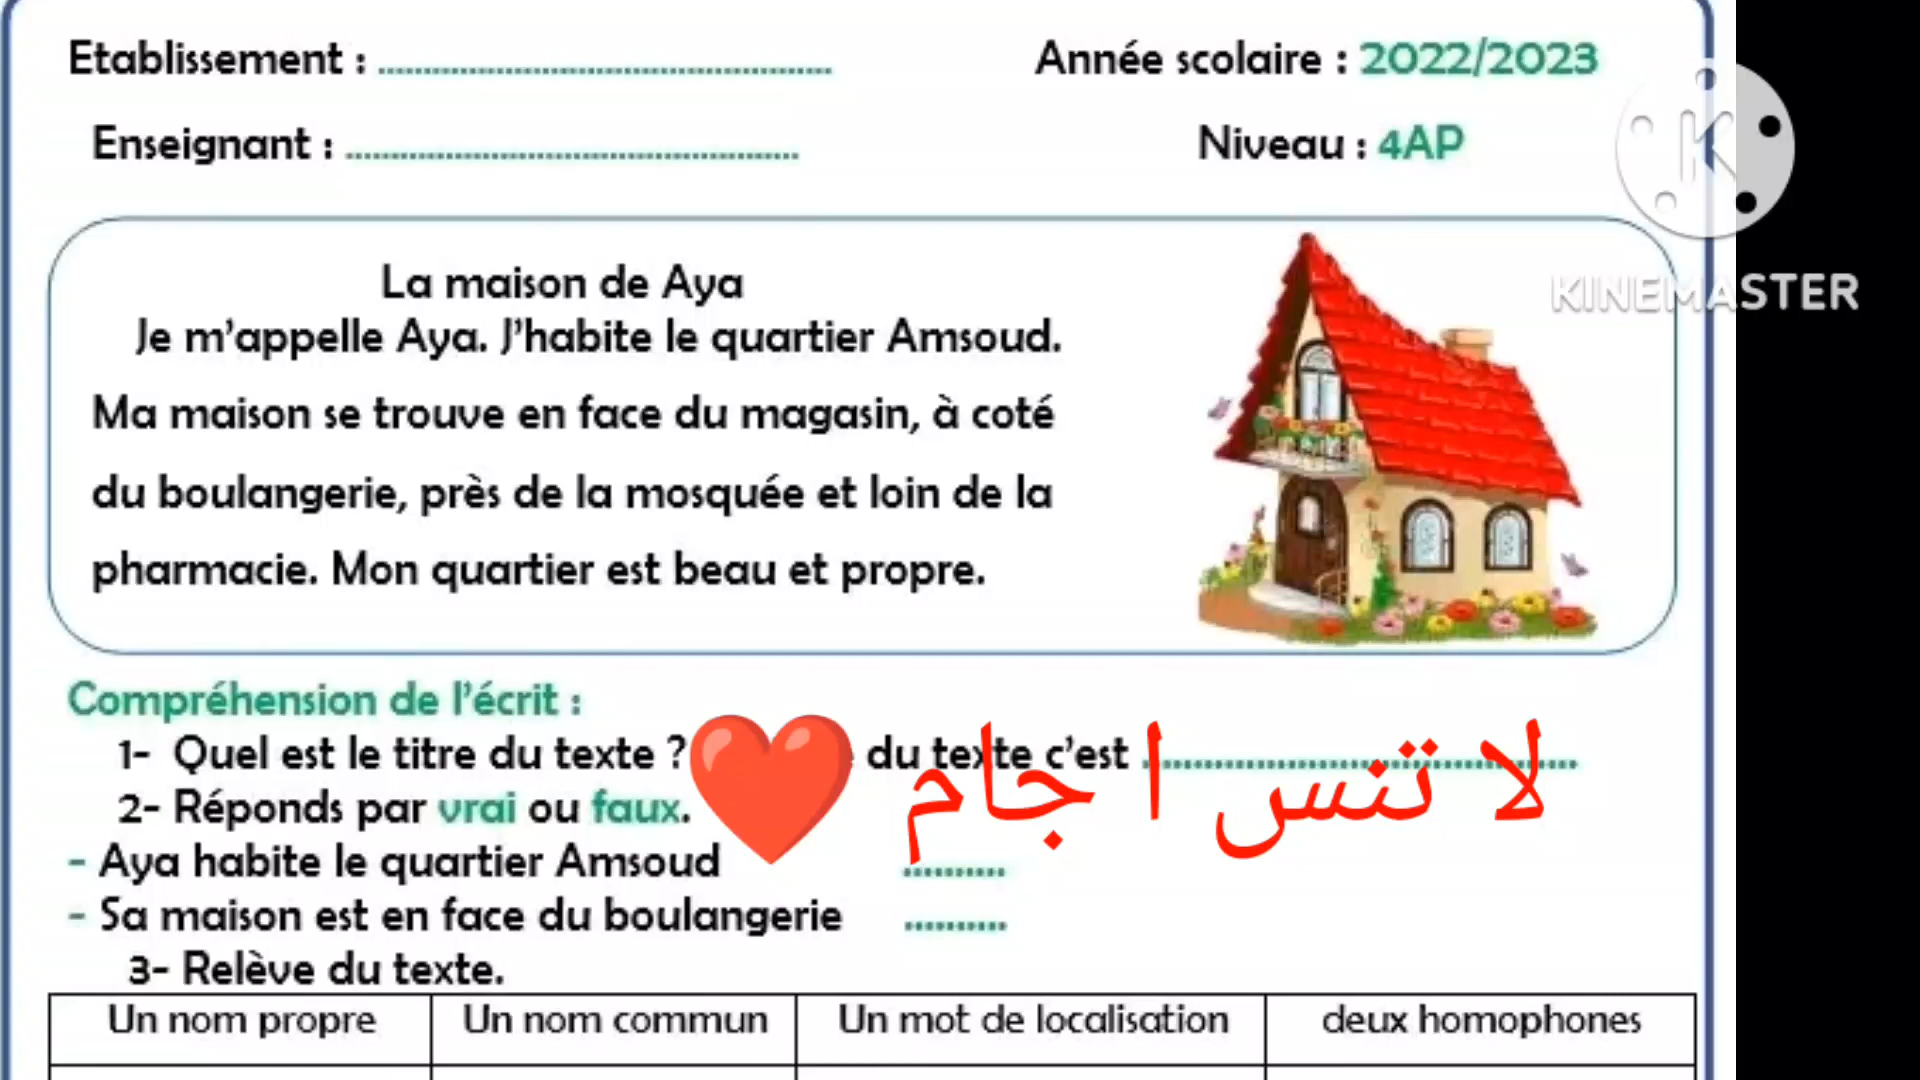 Etablissement : ........................................
Année scolaire : 2022/2023
Enseignant : ........................................
Niveau : 4AP
KINEMASTER
La maison de Aya
Je m'appelle Aya. J'habite le quartier Amsoud.
Ma maison se trouve en face du magasin, à coté
du boulangerie, près de la mosquée et loin de la
pharmacie. Mon quartier est beau et propre.
Compréhension de l'écrit :
1- Quel est le titre du texte ? du texte c'est ........................................
لا تنس ا جام
2- Réponds par vrai ou faux.
- Aya habite le quartier Amsoud ..........
- Sa maison est en face du boulangerie ..........
3- Relève du texte.
Un nom propre Un nom commun Un mot de localisation deux homophones